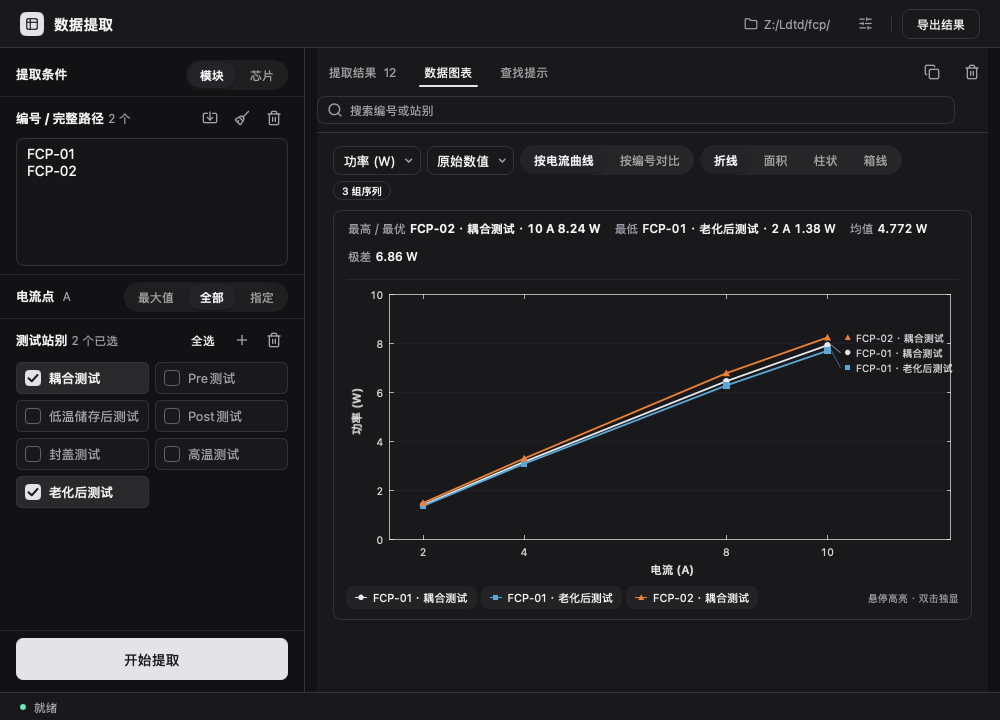 数据提取
Z:/Ldtd/fcp/
导出结果
提取条件
模块 芯片
编号 / 完整路径 2 个
FCP-01
FCP-02
电流点 A
最大值 全部 指定
测试站别 2 个已选
全选
耦合测试 Pre测试
低温储存后测试 Post测试
封盖测试 高温测试
老化后测试
开始提取
就绪
提取结果 12 数据图表 查找提示
搜索编号或站别
功率 (W) 原始数值 按电流曲线 按编号对比 折线 面积 柱状 箱线
3 组序列
最高 / 最优 FCP-02 · 耦合测试 · 10 A 8.24 W 最低 FCP-01 · 老化后测试 · 2 A 1.38 W 均值 4.772 W
极差 6.86 W
功率 (W)
10
8
6
4
2
0
2 4 8 10
电流 (A)
FCP-02 · 耦合测试
FCP-01 · 耦合测试
FCP-01 · 老化后测试
FCP-01 · 耦合测试 FCP-01 · 老化后测试 FCP-02 · 耦合测试
悬停高亮 · 双击独显